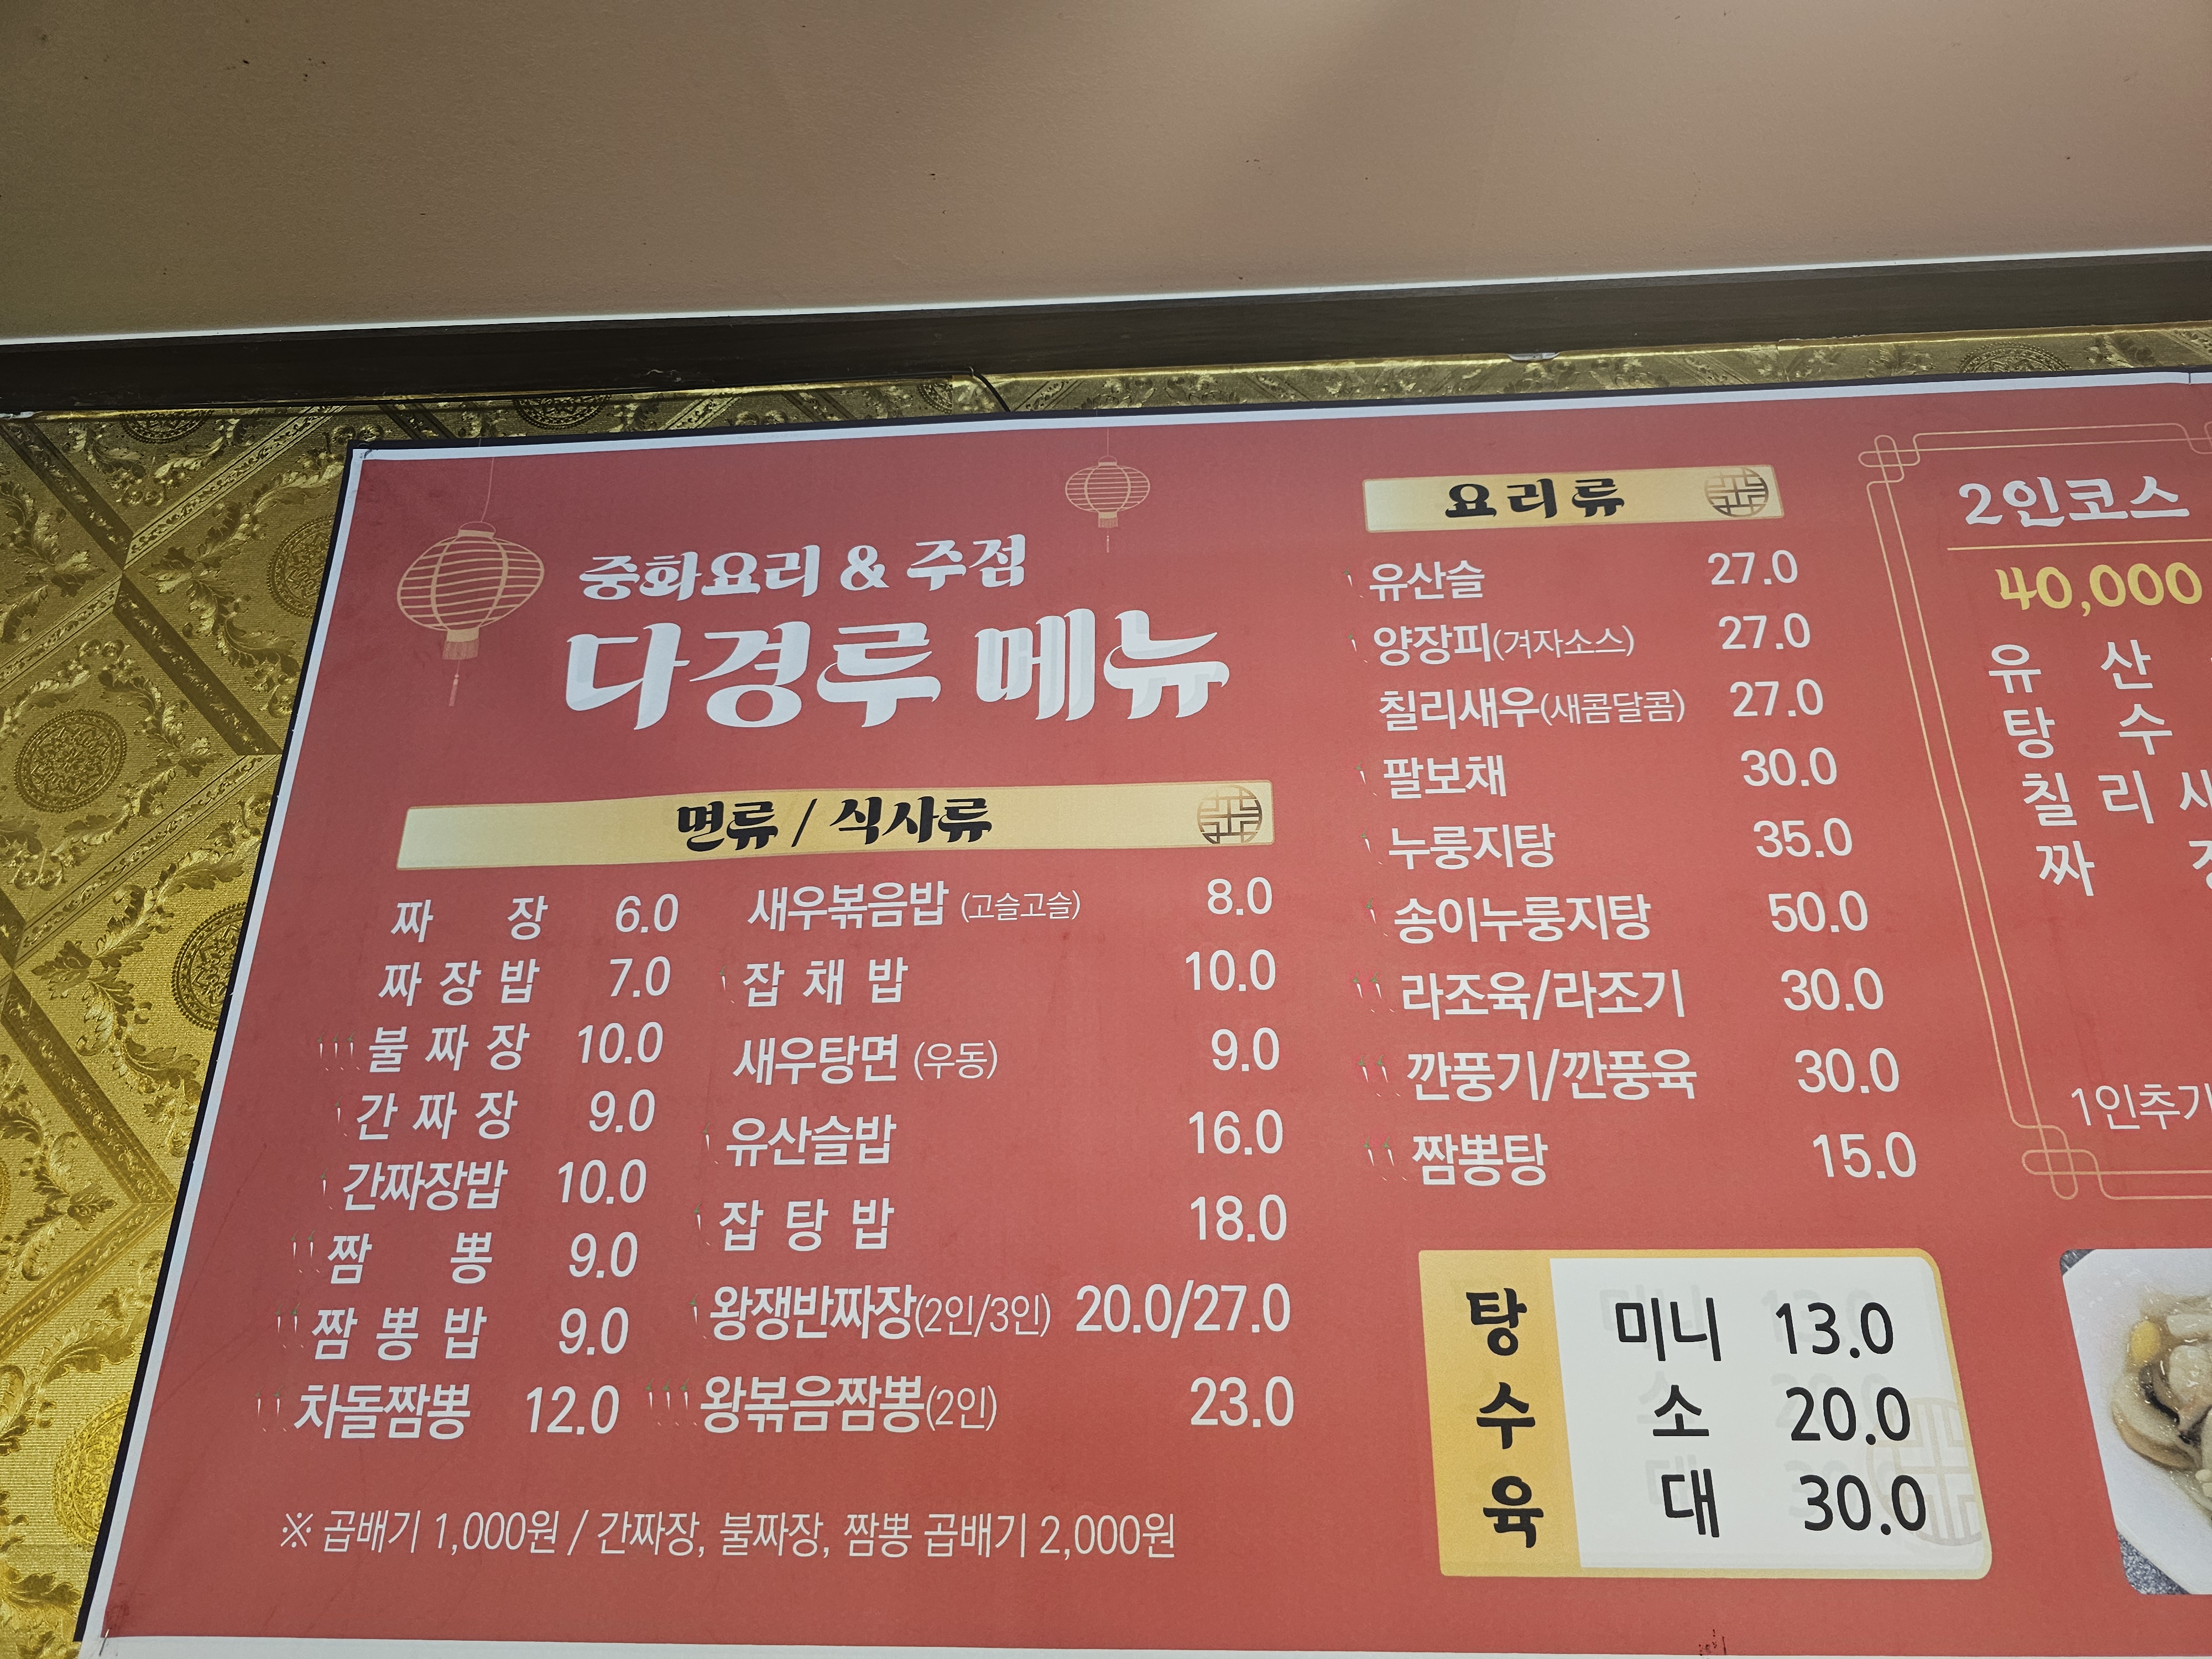 중화요리 & 주점
다경루 메뉴
면류 / 식사류
짜 장 6.0
짜 장 밥 7.0
불 짜 장 10.0
간 짜 장 9.0
간짜장밥 10.0
짬 뽕 9.0
짬 뽕 밥 9.0
차돌짬뽕 12.0
새우볶음밥 (고슬고슬) 8.0
잡 채 밥 10.0
새우탕면 (우동) 9.0
유산슬밥 16.0
잡 탕 밥 18.0
왕쟁반짜장(2인/3인) 20.0/27.0
왕볶음짬뽕(2인) 23.0
※ 곱배기 1,000원 / 간짜장, 불짜장, 짬뽕 곱배기 2,000원
요리류
유산슬 27.0
양장피(겨자소스) 27.0
칠리새우(새콤달콤) 27.0
팔보채 30.0
누룽지탕 35.0
송이누룽지탕 50.0
라조육/라조기 30.0
깐풍기/깐풍육 30.0
짬뽕탕 15.0
탕수육
미니 13.0
소 20.0
대 30.0
2인코스
40,000
유 산
탕 수
칠 리
짜
1인추가